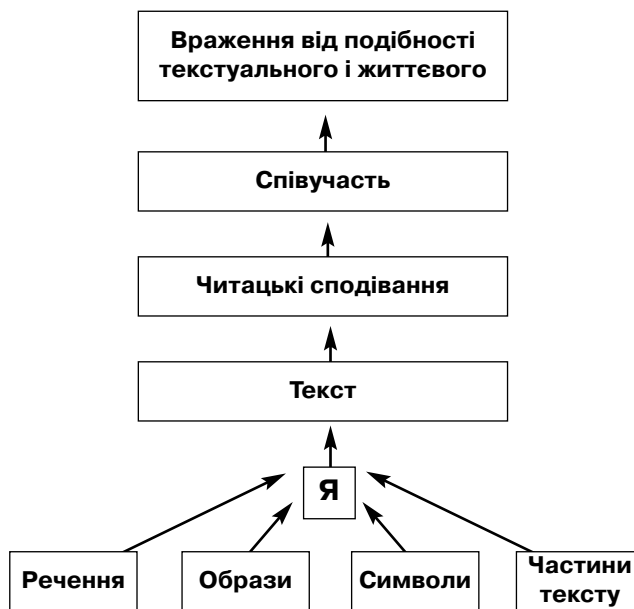 Враження від подібності
текстуального і життєвого
Співучасть
Читацькі сподівання
Текст
Я
Речення
Образи
Символи
Частини
тексту